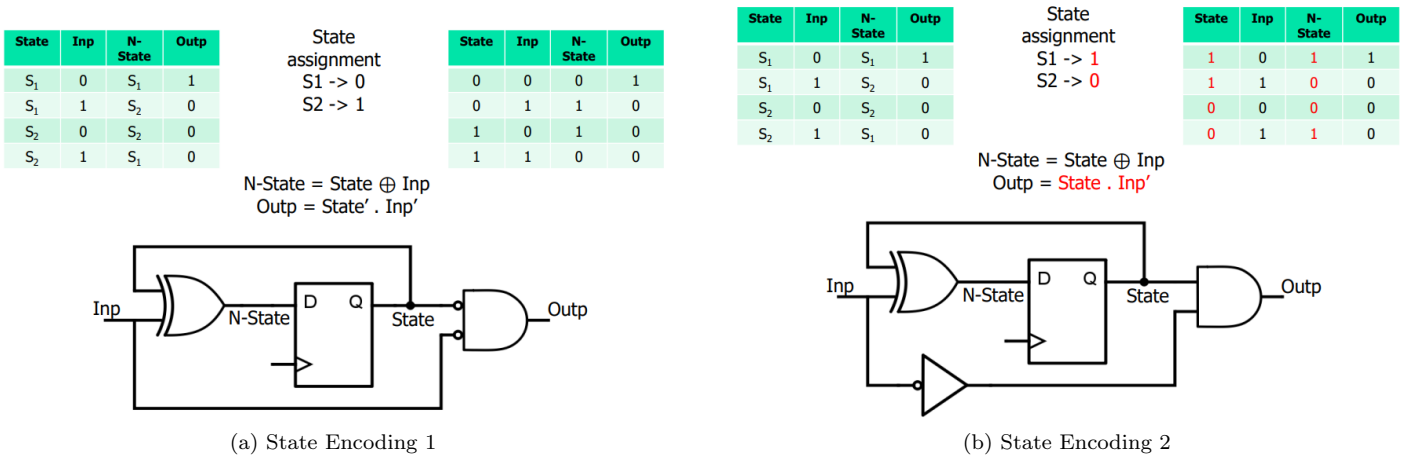 State Inp N-State Outp
S₁ 0 S₁ 1
S₁ 1 S₂ 0
S₂ 0 S₂ 0
S₂ 1 S₁ 0
State
assignment
S1 -> 0
S2 -> 1
State Inp N-State Outp
0 0 0 1
0 1 1 0
1 0 1 0
1 1 0 0
N-State = State ⊕ Inp
Outp = State′ . Inp′
Inp
N-State
D Q
State
Outp
(a) State Encoding 1
State Inp N-State Outp
S₁ 0 S₁ 1
S₁ 1 S₂ 0
S₂ 0 S₂ 0
S₂ 1 S₁ 0
State
assignment
S1 -> 1
S2 -> 0
State Inp N-State Outp
1 0 1 1
1 1 0 0
0 0 0 0
0 1 1 0
N-State = State ⊕ Inp
Outp = State . Inp′
Inp
N-State
D Q
State
Outp
(b) State Encoding 2